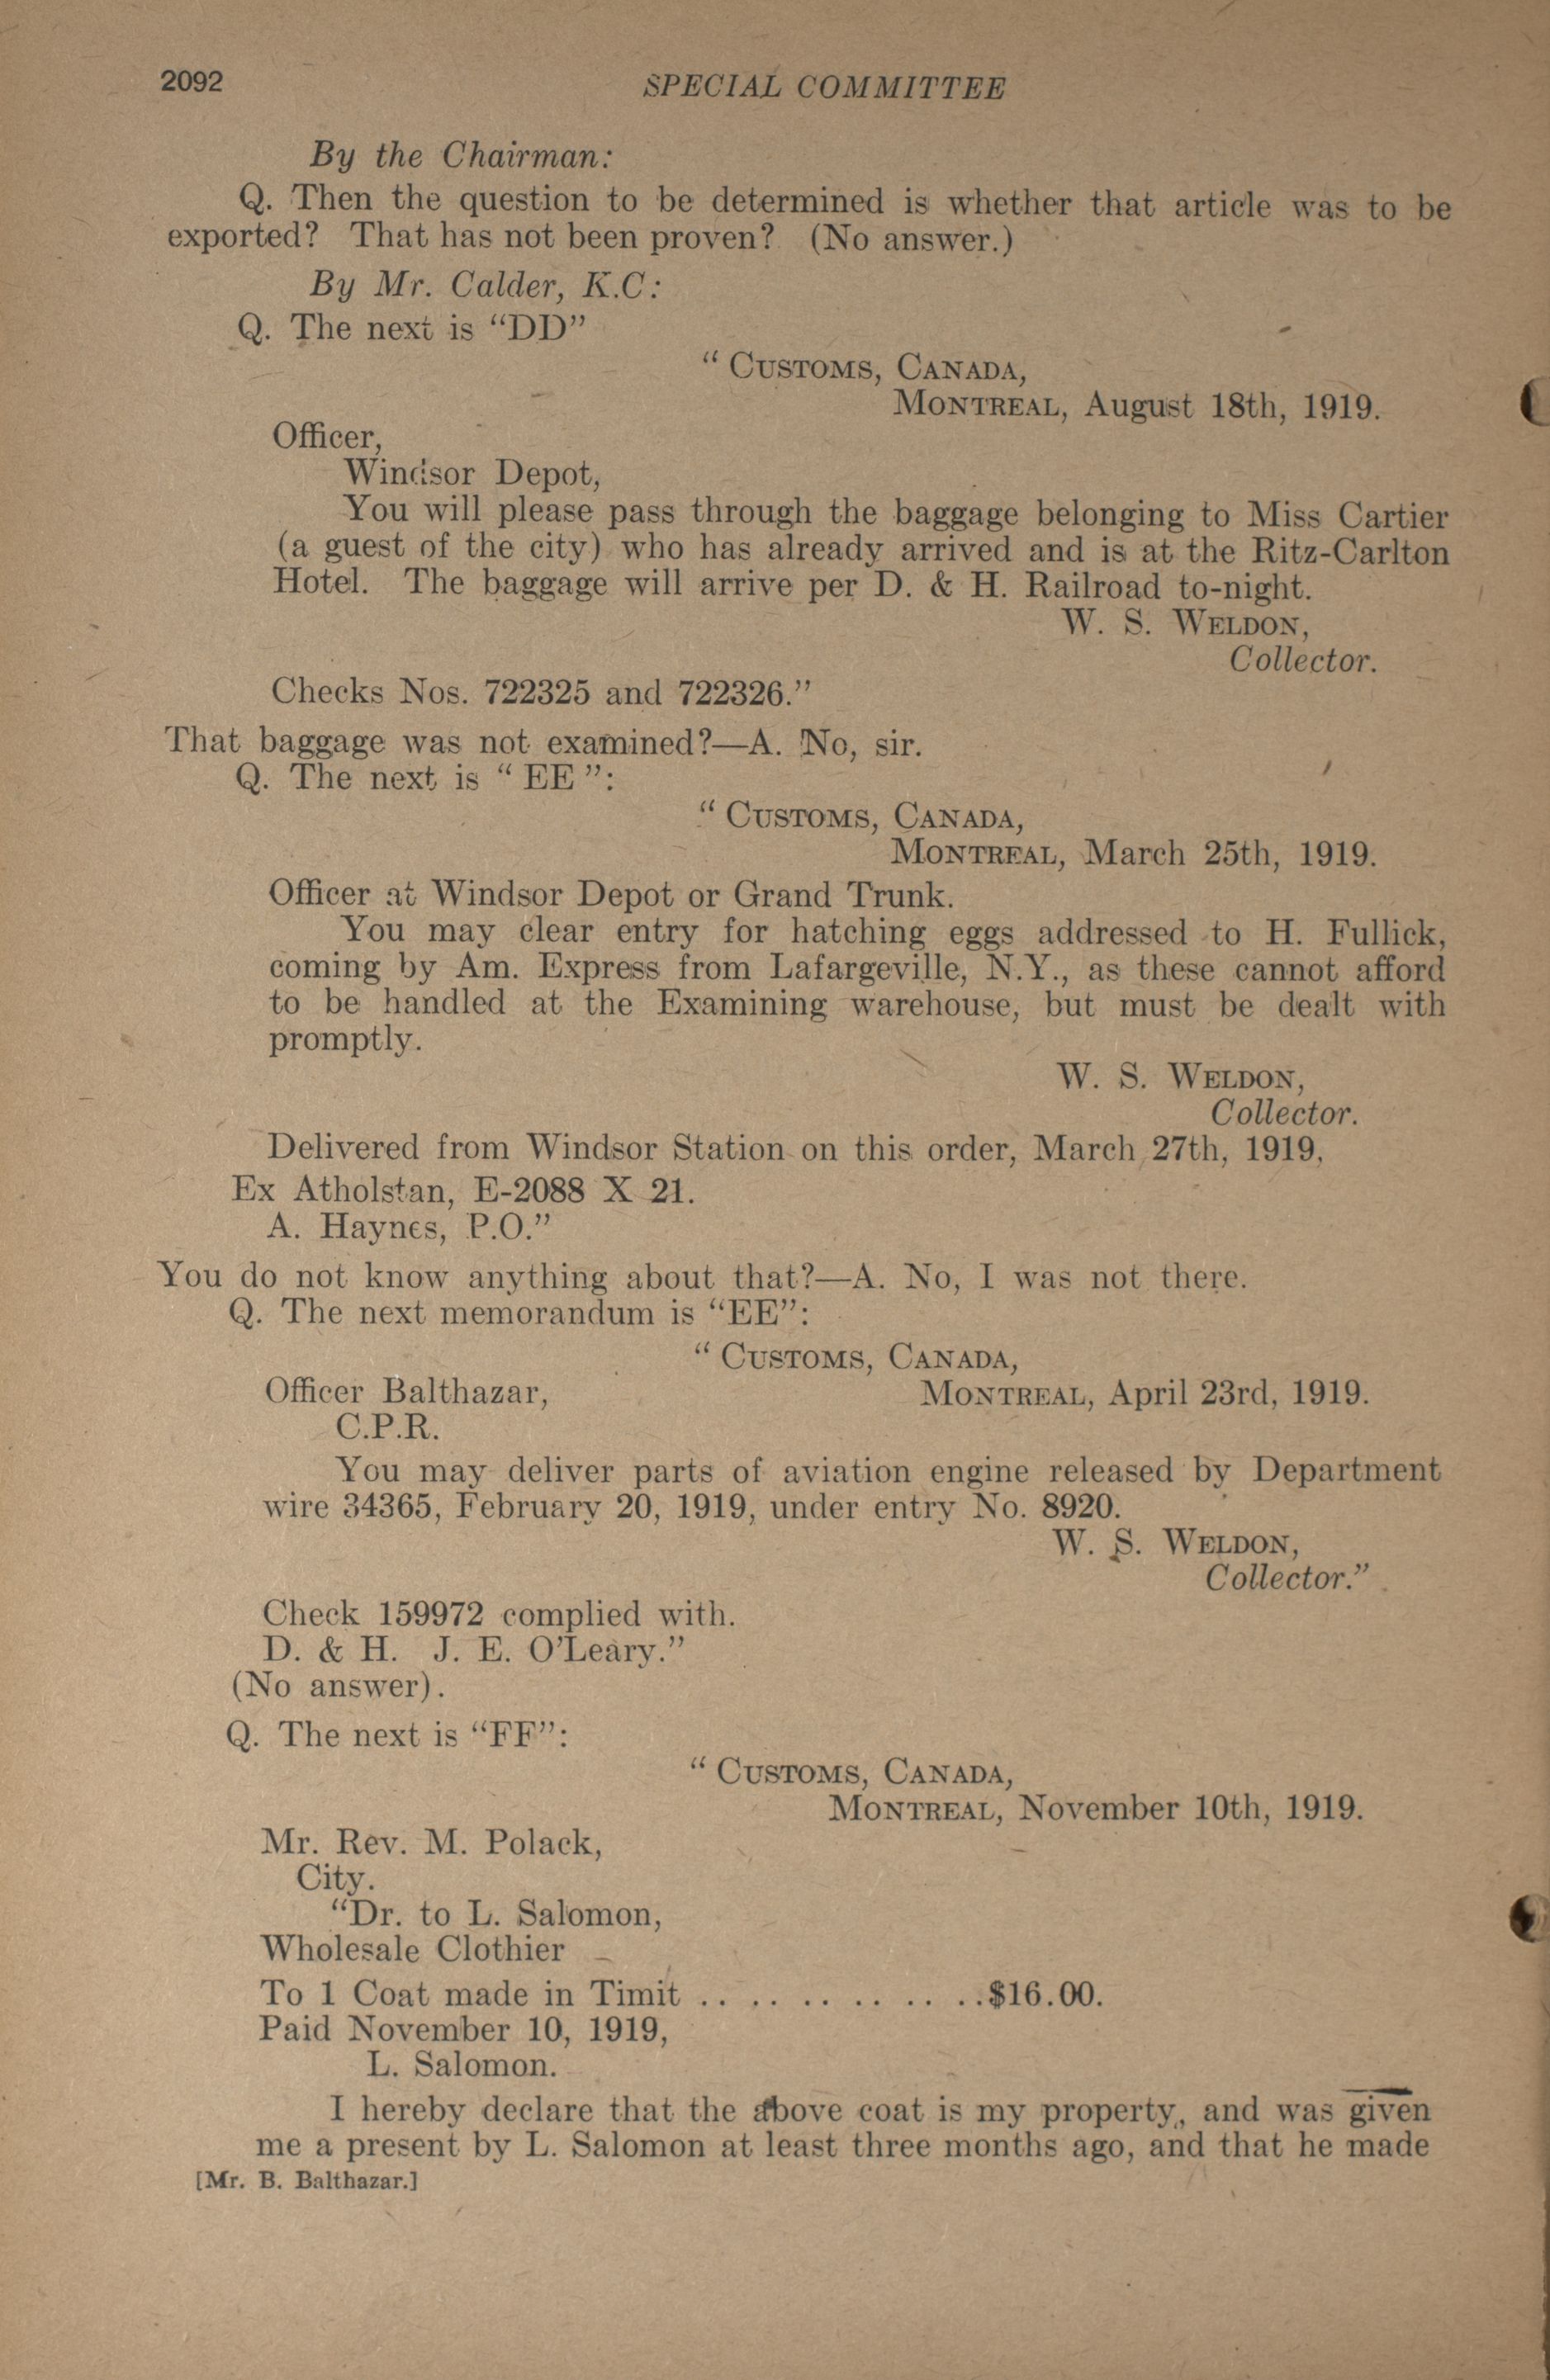 2092
SPECIAL COMMITTEE
By the Chairman:
Q. Then the question to be determined is whether that article was to be
exported? That has not been proven? (No answer.)
By Mr. Calder, K.C:
Q. The next is “DD”
“ CUSTOMS, CANADA,
MONTREAL, August 18th, 1919.
Officer,
Windsor Depot,
You will please pass through the baggage belonging to Miss Cartier
(a guest of the city) who has already arrived and is at the Ritz-Carlton
Hotel. The baggage will arrive per D. & H. Railroad to-night.
W. S. WELDON,
Collector.
Checks Nos. 722325 and 722326.”
That baggage was not examined?—A. No, sir.
Q. The next is “ EE ”:
“ CUSTOMS, CANADA,
MONTREAL, March 25th, 1919.
Officer at Windsor Depot or Grand Trunk.
You may clear entry for hatching eggs addressed to H. Fullick,
coming by Am. Express from Lafargeville, N.Y., as these cannot afford
to be handled at the Examining warehouse, but must be dealt with
promptly.
W. S. WELDON,
Collector.
Delivered from Windsor Station on this order, March 27th, 1919,
Ex Atholstan, E-2088 X 21.
A. Haynes, P.O.”
You do not know anything about that?—A. No, I was not there.
Q. The next memorandum is “EE”:
“ CUSTOMS, CANADA,
Officer Balthazar, MONTREAL, April 23rd, 1919.
C.P.R.
You may deliver parts of aviation engine released by Department
wire 34365, February 20, 1919, under entry No. 8920.
W. S. WELDON,
Collector.”
Check 159972 complied with.
D. & H. J. E. O’Leary.”
(No answer).
Q. The next is “FF”:
“ CUSTOMS, CANADA,
MONTREAL, November 10th, 1919.
Mr. Rev. M. Polack,
City.
“Dr. to L. Salomon,
Wholesale Clothier
To 1 Coat made in Timit .. .. .. .. .. ..$16.00.
Paid November 10, 1919,
L. Salomon.
I hereby declare that the above coat is my property, and was given
me a present by L. Salomon at least three months ago, and that he made
[Mr. B. Balthazar.]